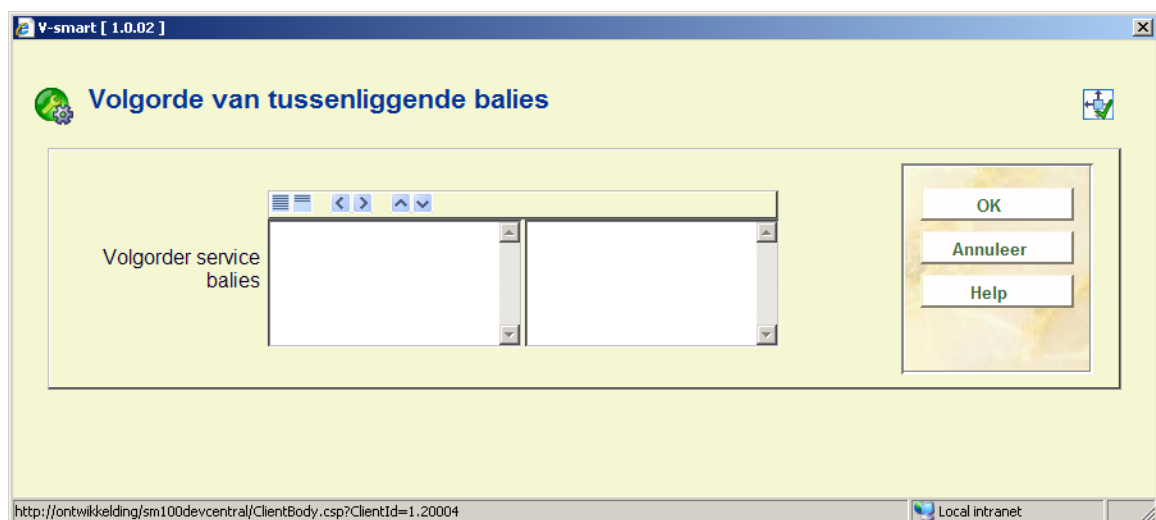 V-smart [ 1.0.02 ]
Volgorde van tussenliggende balies
Volgorder service
balies
OK
Annuleer
Help
http://ontwikkelding/sm100devcentral/ClientBody.csp?ClientId=1.20004
Local intranet